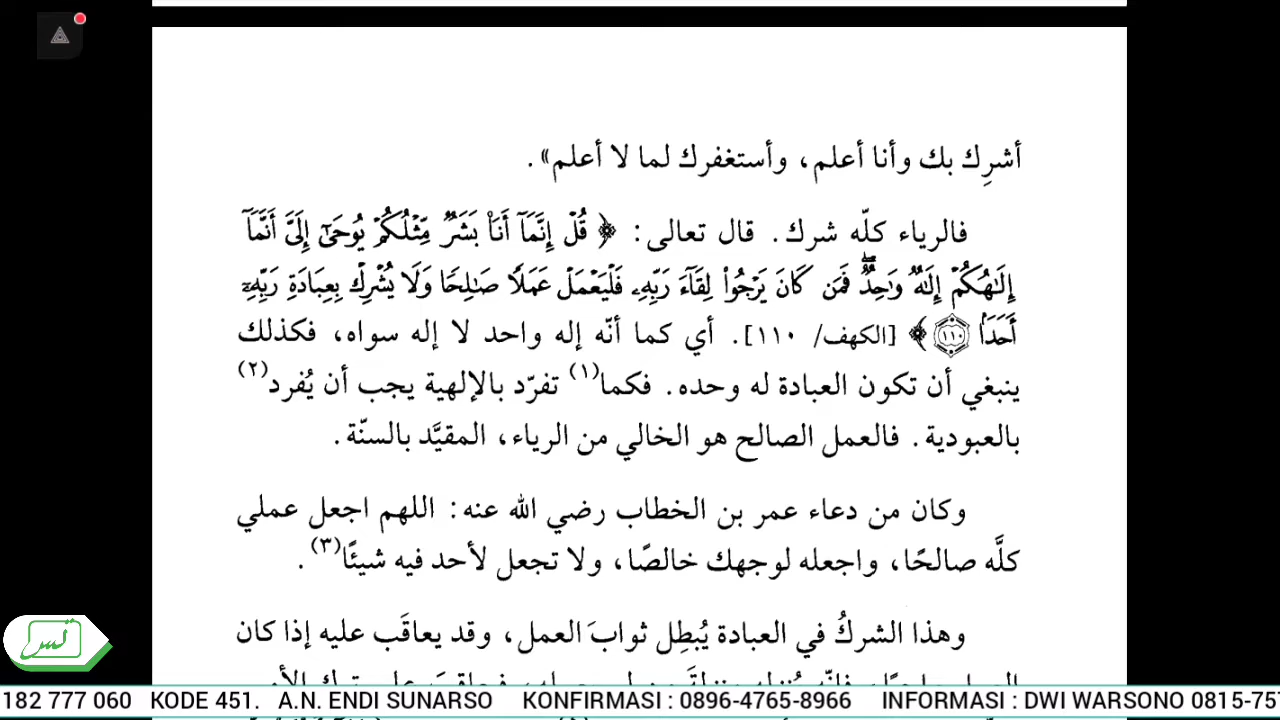 أشرِك بك وأنا أعلم، وأستغفرك لما لا أعلم».
فالرياء كلّه شرك. قال تعالى: ﴿ قُلْ إِنَّمَآ أَنَا۠ بَشَرٌ مِّثْلُكُمْ يُوحَىٰٓ إِلَىَّ أَنَّمَآ
إِلَـٰهُكُمْ إِلَـٰهٌ وَٰحِدٌ ۖ فَمَن كَانَ يَرْجُوا۟ لِقَآءَ رَبِّهِۦ فَلْيَعْمَلْ عَمَلًا صَـٰلِحًا وَلَا يُشْرِكْ بِعِبَادَةِ رَبِّهِۦٓ
أَحَدًۢا ١١٠ ﴾ [الكهف/ ١١٠]. أي كما أنّه إله واحد لا إله سواه، فكذلك
ينبغي أن تكون العبادة له وحده. فكما(١) تفرّد بالإلهية يجب أن يُفرد(٢)
بالعبودية. فالعمل الصالح هو الخالي من الرياء، المقيَّد بالسنّة.
وكان من دعاء عمر بن الخطاب رضي الله عنه: اللهم اجعل عملي
كلَّه صالحًا، واجعله لوجهك خالصًا، ولا تجعل لأحد فيه شيئًا(٣).
وهذا الشركُ في العبادة يُبطِل ثوابَ العمل، وقد يعاقَب عليه إذا كان
182 777 060 KODE 451. A.N. ENDI SUNARSO KONFIRMASI : 0896-4765-8966 INFORMASI : DWI WARSONO 0815-75